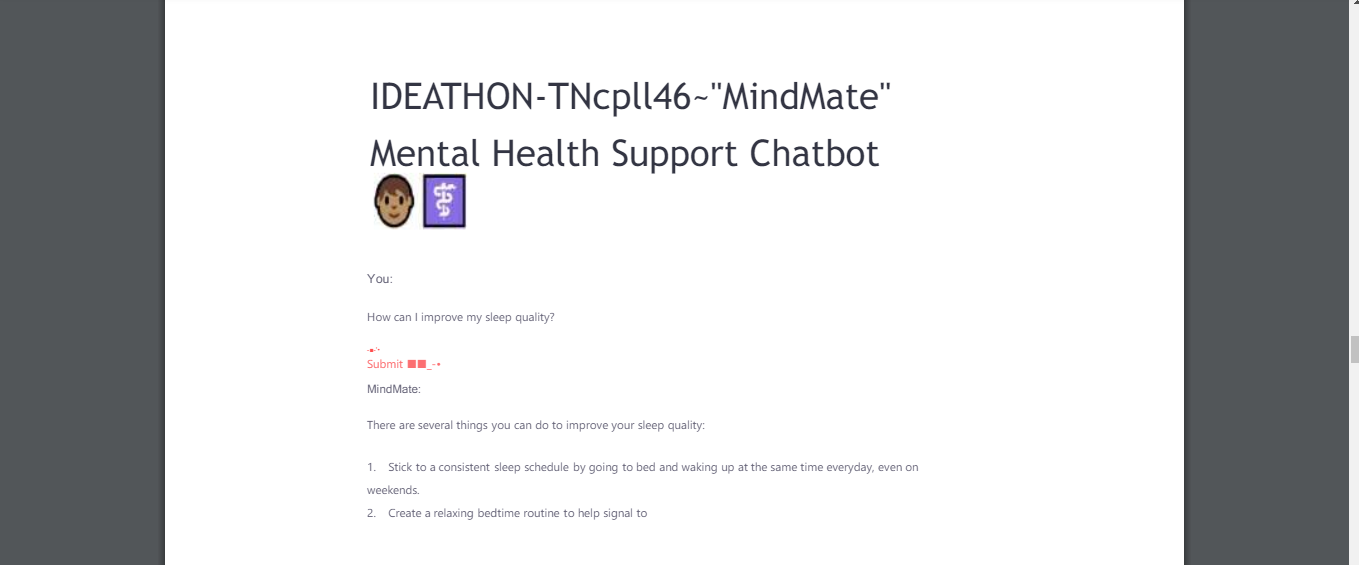 IDEATHON-TNcpll46~"MindMate"
Mental Health Support Chatbot
You:
How can I improve my sleep quality?
Submit ■■_-•
MindMate:
There are several things you can do to improve your sleep quality:
1. Stick to a consistent sleep schedule by going to bed and waking up at the same time everyday, even on
weekends.
2. Create a relaxing bedtime routine to help signal to